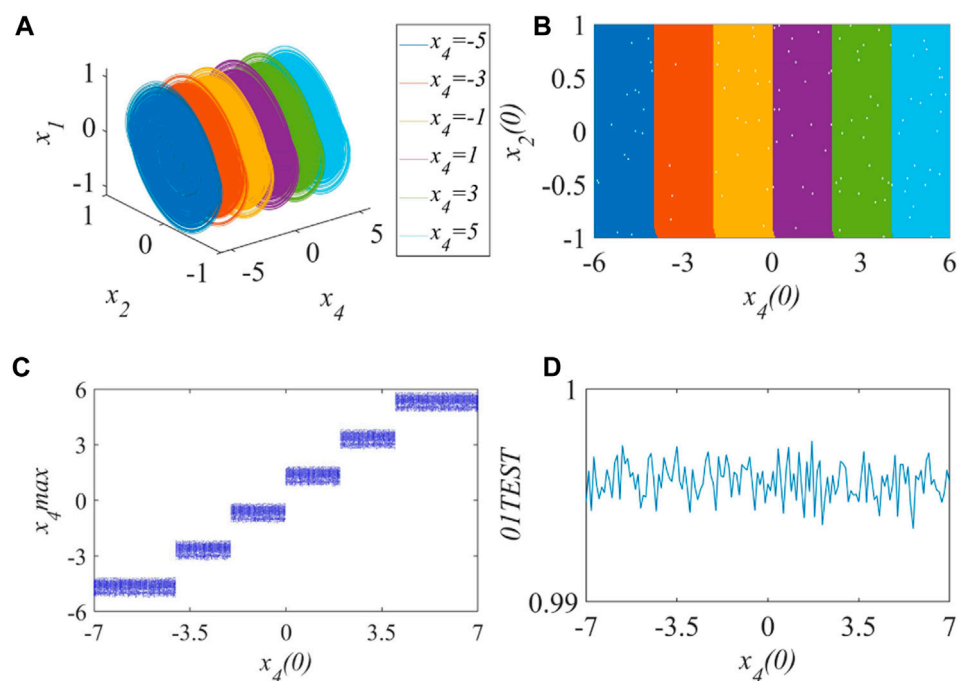 A
x1
1
0
-1
1
0
-1
x2
-5
0
5
x4
x4=-5
x4=-3
x4=-1
x4=1
x4=3
x4=5
B
x2(0)
1
0.5
0
-0.5
-1
-6
-3
0
3
6
x4(0)
C
x4max
6
3
0
-3
-6
-7
-3.5
0
3.5
7
x4(0)
D
01TEST
1
0.99
-7
-3.5
0
3.5
7
x4(0)